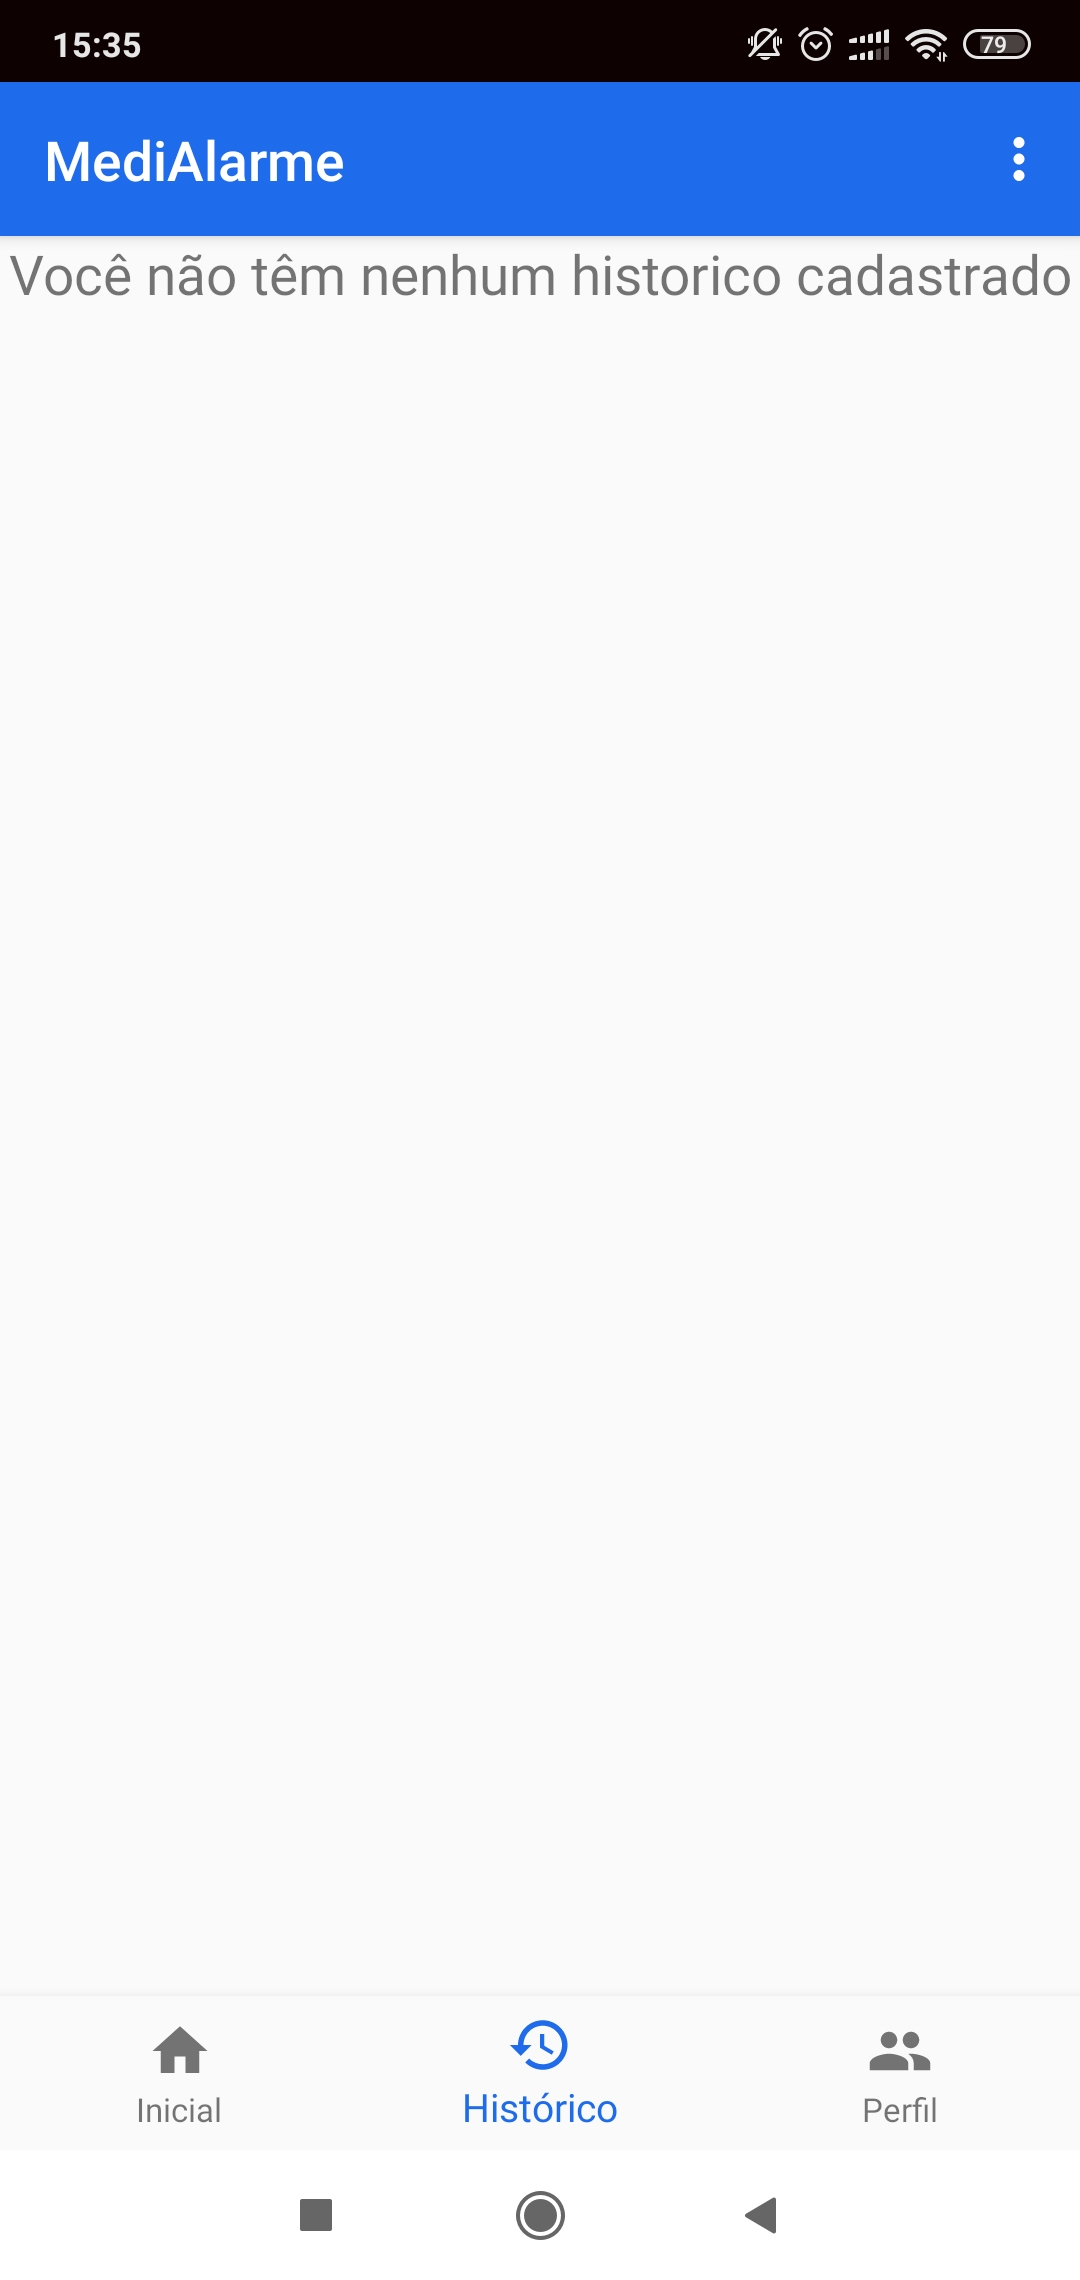 15:35
79
MediAlarme
Você não têm nenhum historico cadastrado
Inicial
Histórico
Perfil